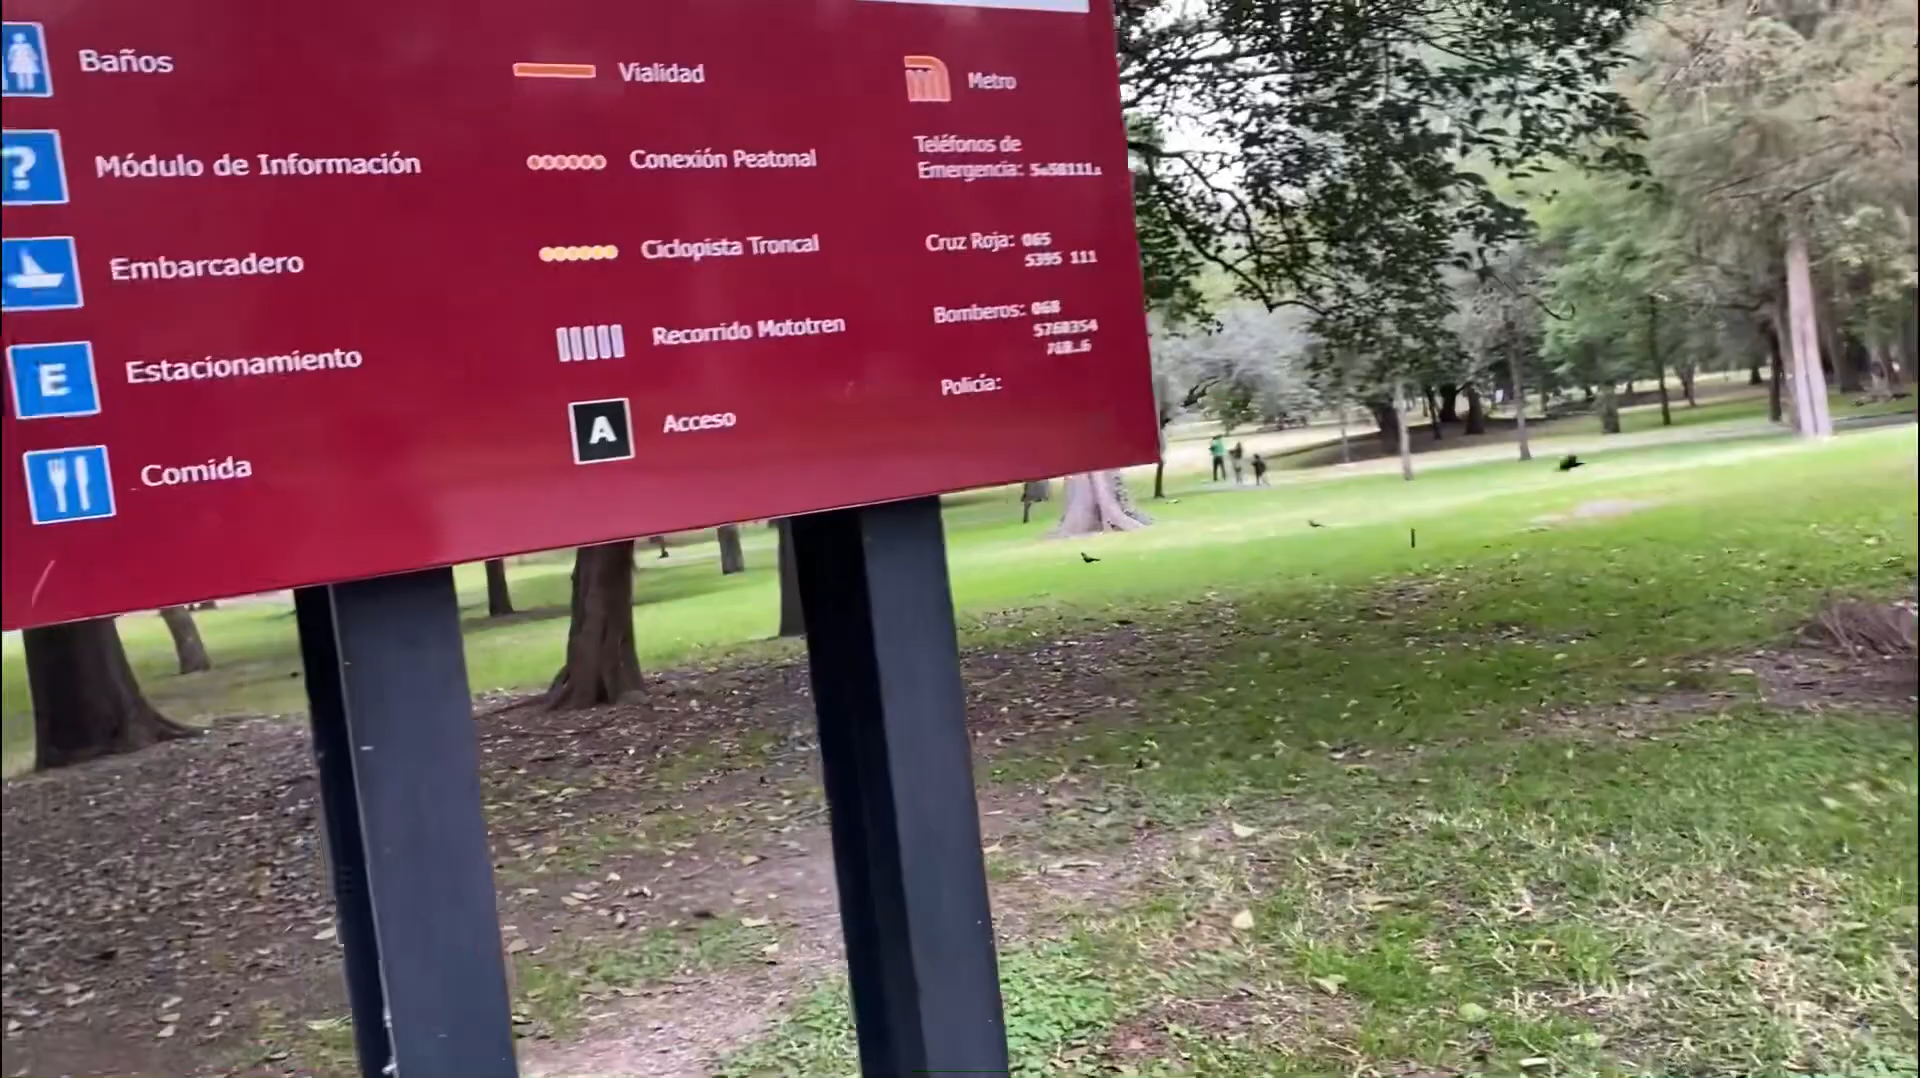 Baños
?
Módulo de Información
Embarcadero
E
Estacionamiento
Comida
Vialidad
Conexión Peatonal
Ciclopista Troncal
Recorrido Mototren
A
Acceso
Metro
Teléfonos de
Emergencia:
Cruz Roja: 065
5395 111
Bomberos: 068
Policía: